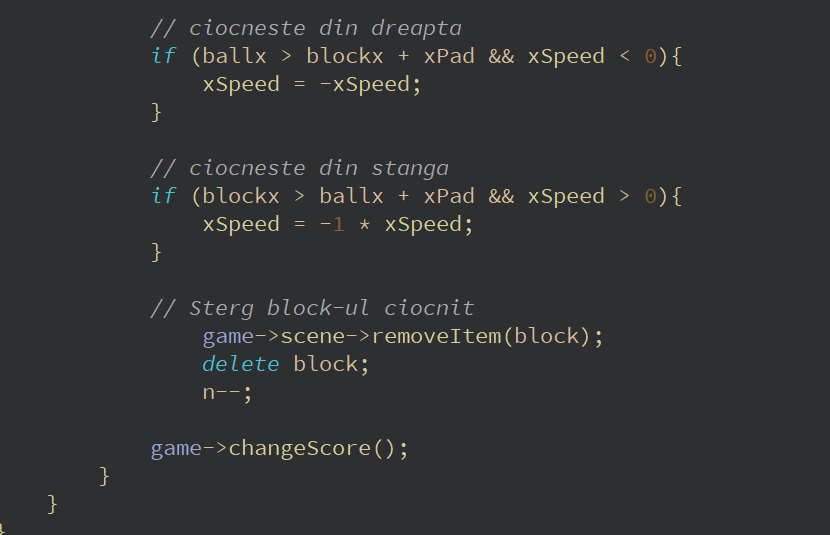 // ciocneste din dreapta
if (ballx > blockx + xPad && xSpeed < 0){
xSpeed = -xSpeed;
}
// ciocneste din stanga
if (blockx > ballx + xPad && xSpeed > 0){
xSpeed = -1 * xSpeed;
}
// Sterg block-ul ciocnit
game->scene->removeItem(block);
delete block;
n--;
game->changeScore();
}
}
}